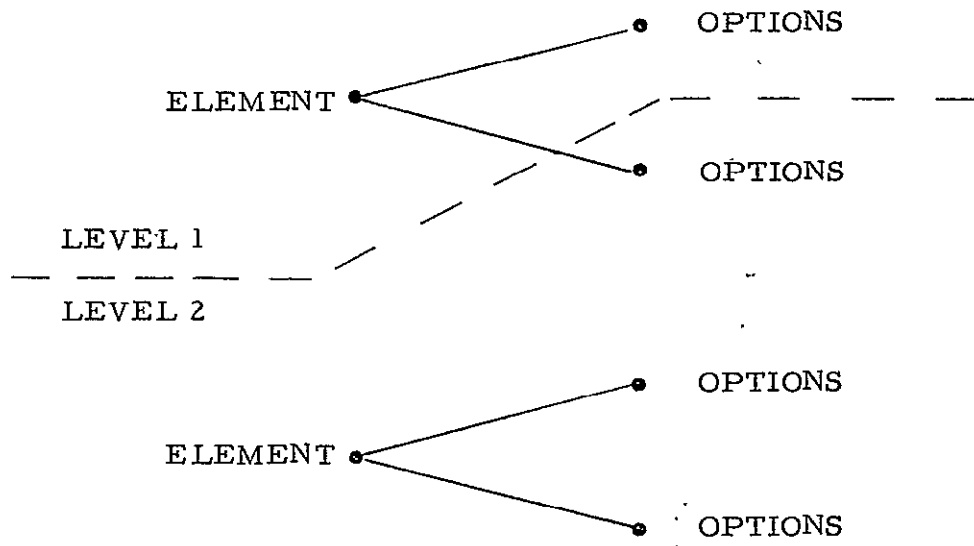 OPTIONS
ELEMENT
OPTIONS
LEVEL 1
LEVEL 2
OPTIONS
ELEMENT
OPTIONS